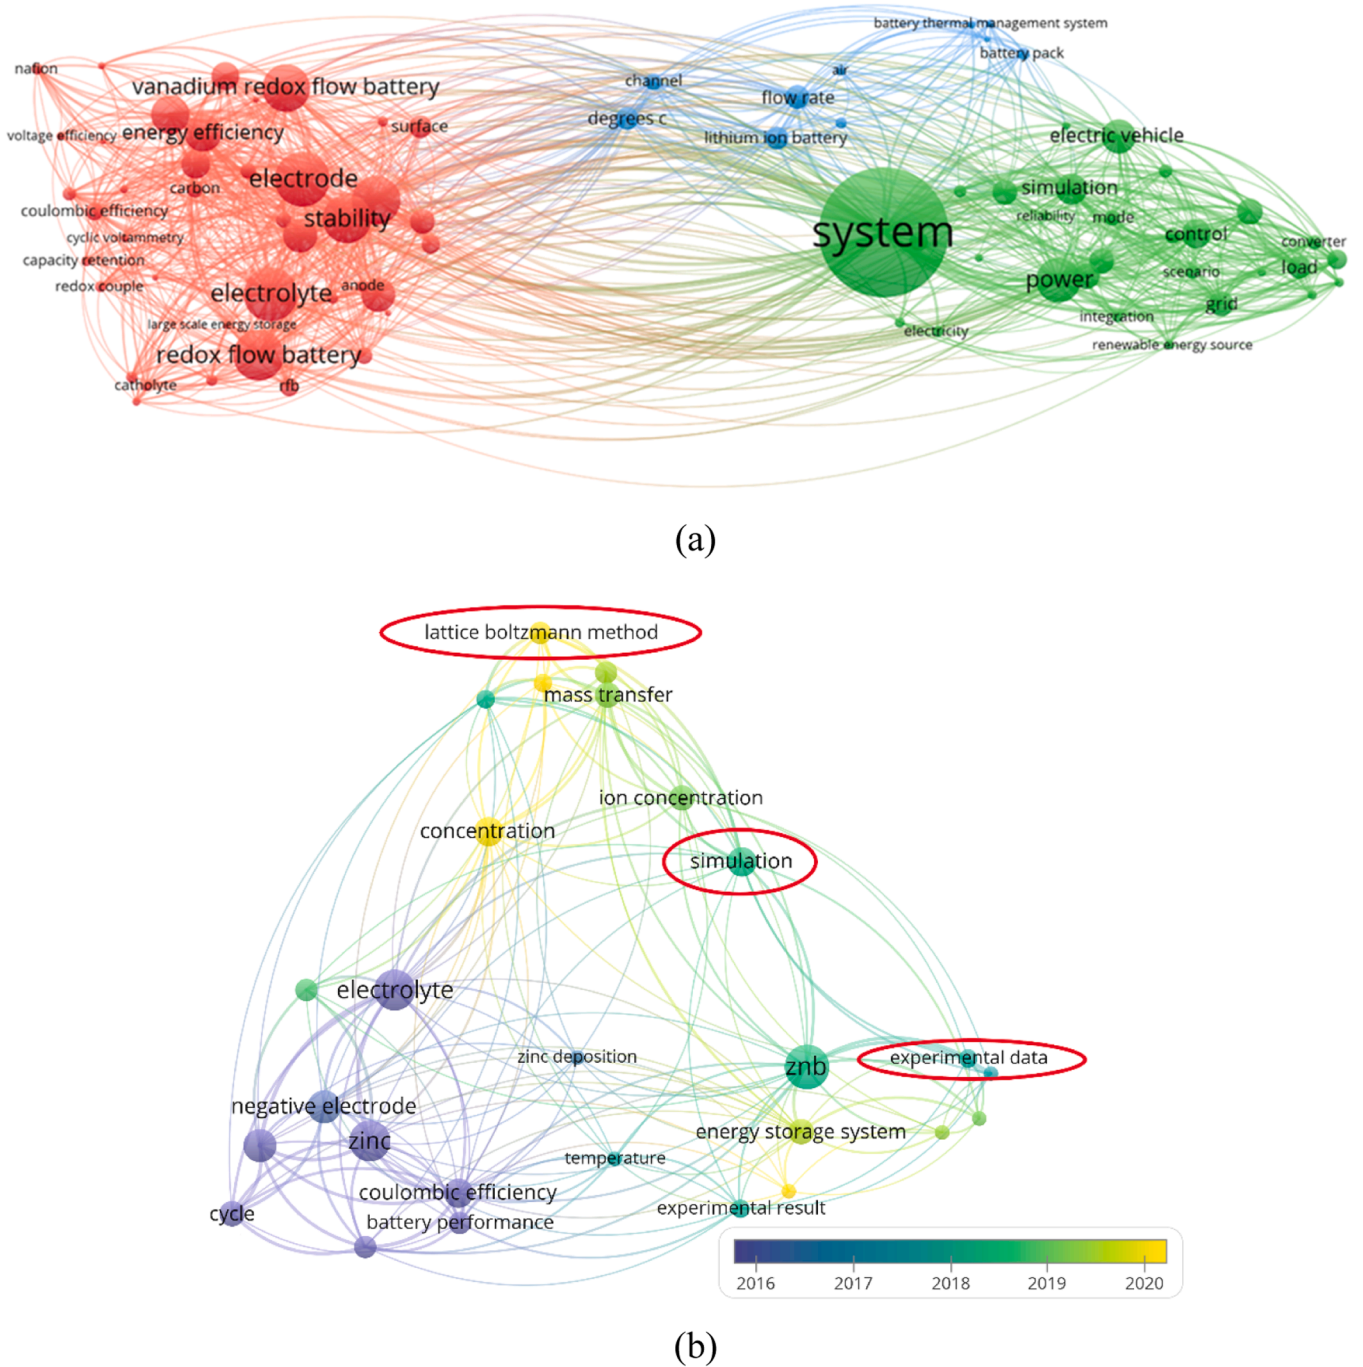 battery thermal management system
battery pack
nafion
air
channel
vanadium redox flow battery
flow rate
degrees c
surface
voltage efficiency
energy efficiency
lithium ion battery
electric vehicle
electrode
carbon
simulation
coulombic efficiency
stability
reliability
mode
cyclic voltammetry
system
control
converter
capacity retention
load
scenario
redox couple
anode
power
electrolyte
grid
integration
large scale energy storage
electricity
renewable energy source
redox flow battery
catholyte
rfb
(a)
lattice boltzmann method
mass transfer
ion concentration
concentration
simulation
electrolyte
zinc deposition
experimental data
znb
negative electrode
energy storage system
zinc
temperature
coulombic efficiency
experimental result
cycle
battery performance
2016
2017
2018
2019
2020
(b)